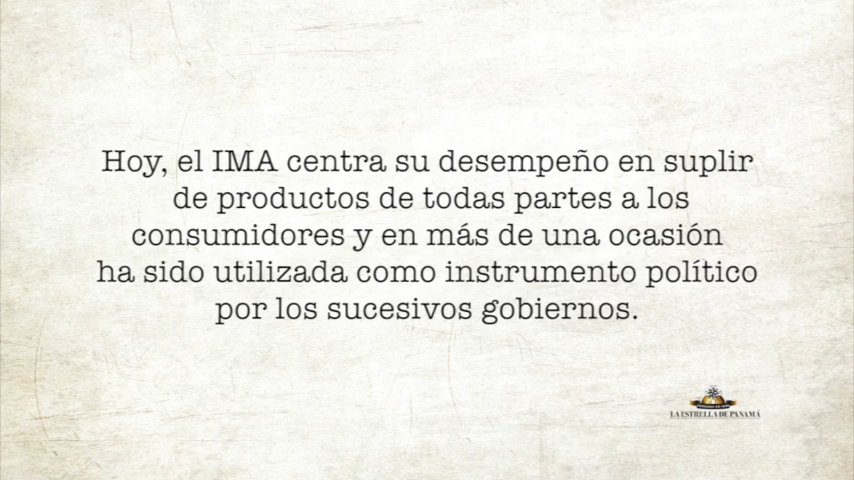 Hoy, el IMA centra su desempeño en suplir
de productos de todas partes a los
consumidores y en más de una ocasión
ha sido utilizada como instrumento político
por los sucesivos gobiernos.
LA ESTRELLA DE PANAMÁ